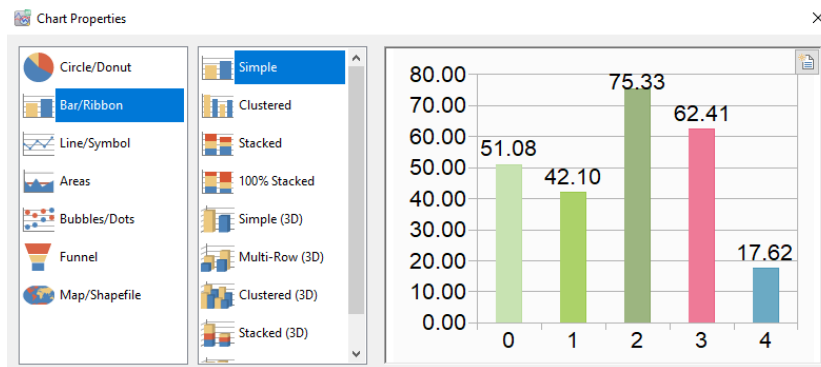 Chart Properties
Circle/Donut
Bar/Ribbon
Line/Symbol
Areas
Bubbles/Dots
Funnel
Map/Shapefile
Simple
Clustered
Stacked
100% Stacked
Simple (3D)
Multi-Row (3D)
Clustered (3D)
Stacked (3D)
80.00
70.00
60.00
50.00
40.00
30.00
20.00
10.00
0.00
51.08
42.10
75.33
62.41
17.62
0 1 2 3 4